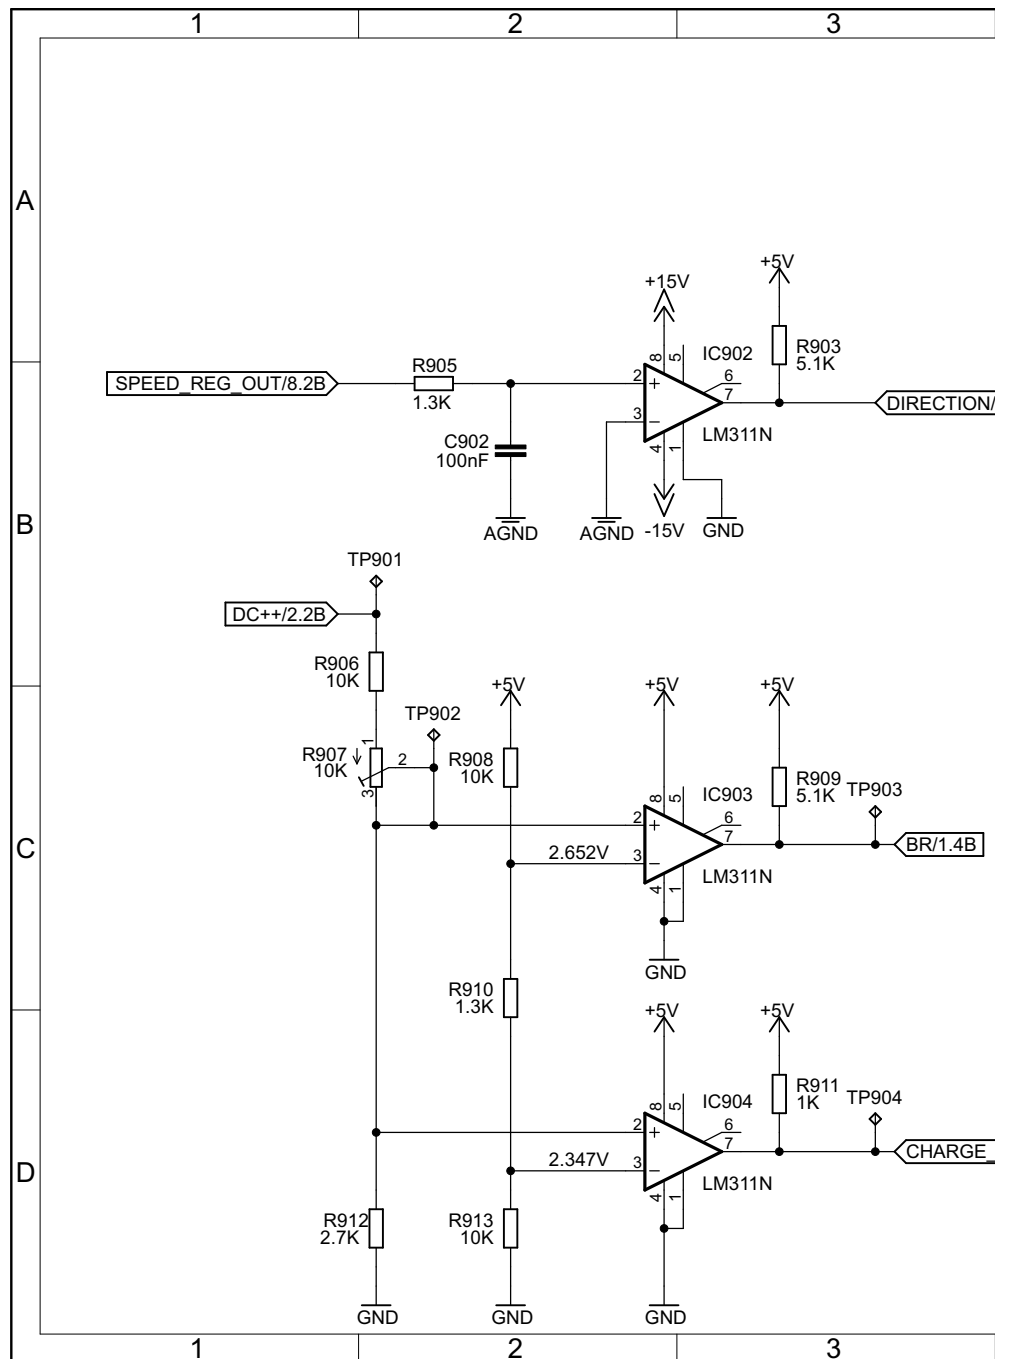 1 2 3
A
+5V
+15V
8 5 IC902
R903
5.1K
R905
1.3K
SPEED_REG_OUT/8.2B
2 + 6
7
DIRECTION/
3 −
LM311N
4 1
C902
100nF
AGND
AGND
-15V
GND
B
TP901
DC++/2.2B
R906
10K
+5V
+5V
+5V
TP902
R907
10K
1
2
3
R908
10K
8 5 IC903
R909
5.1K
TP903
2 + 6
7
BR/1.4B
C
2.652V
3 −
LM311N
4 1
GND
R910
1.3K
+5V
+5V
8 5 IC904
R911
1K
TP904
2 + 6
7
CHARGE_
D
2.347V
3 −
LM311N
4 1
R912
2.7K
R913
10K
GND
GND
GND
1 2 3